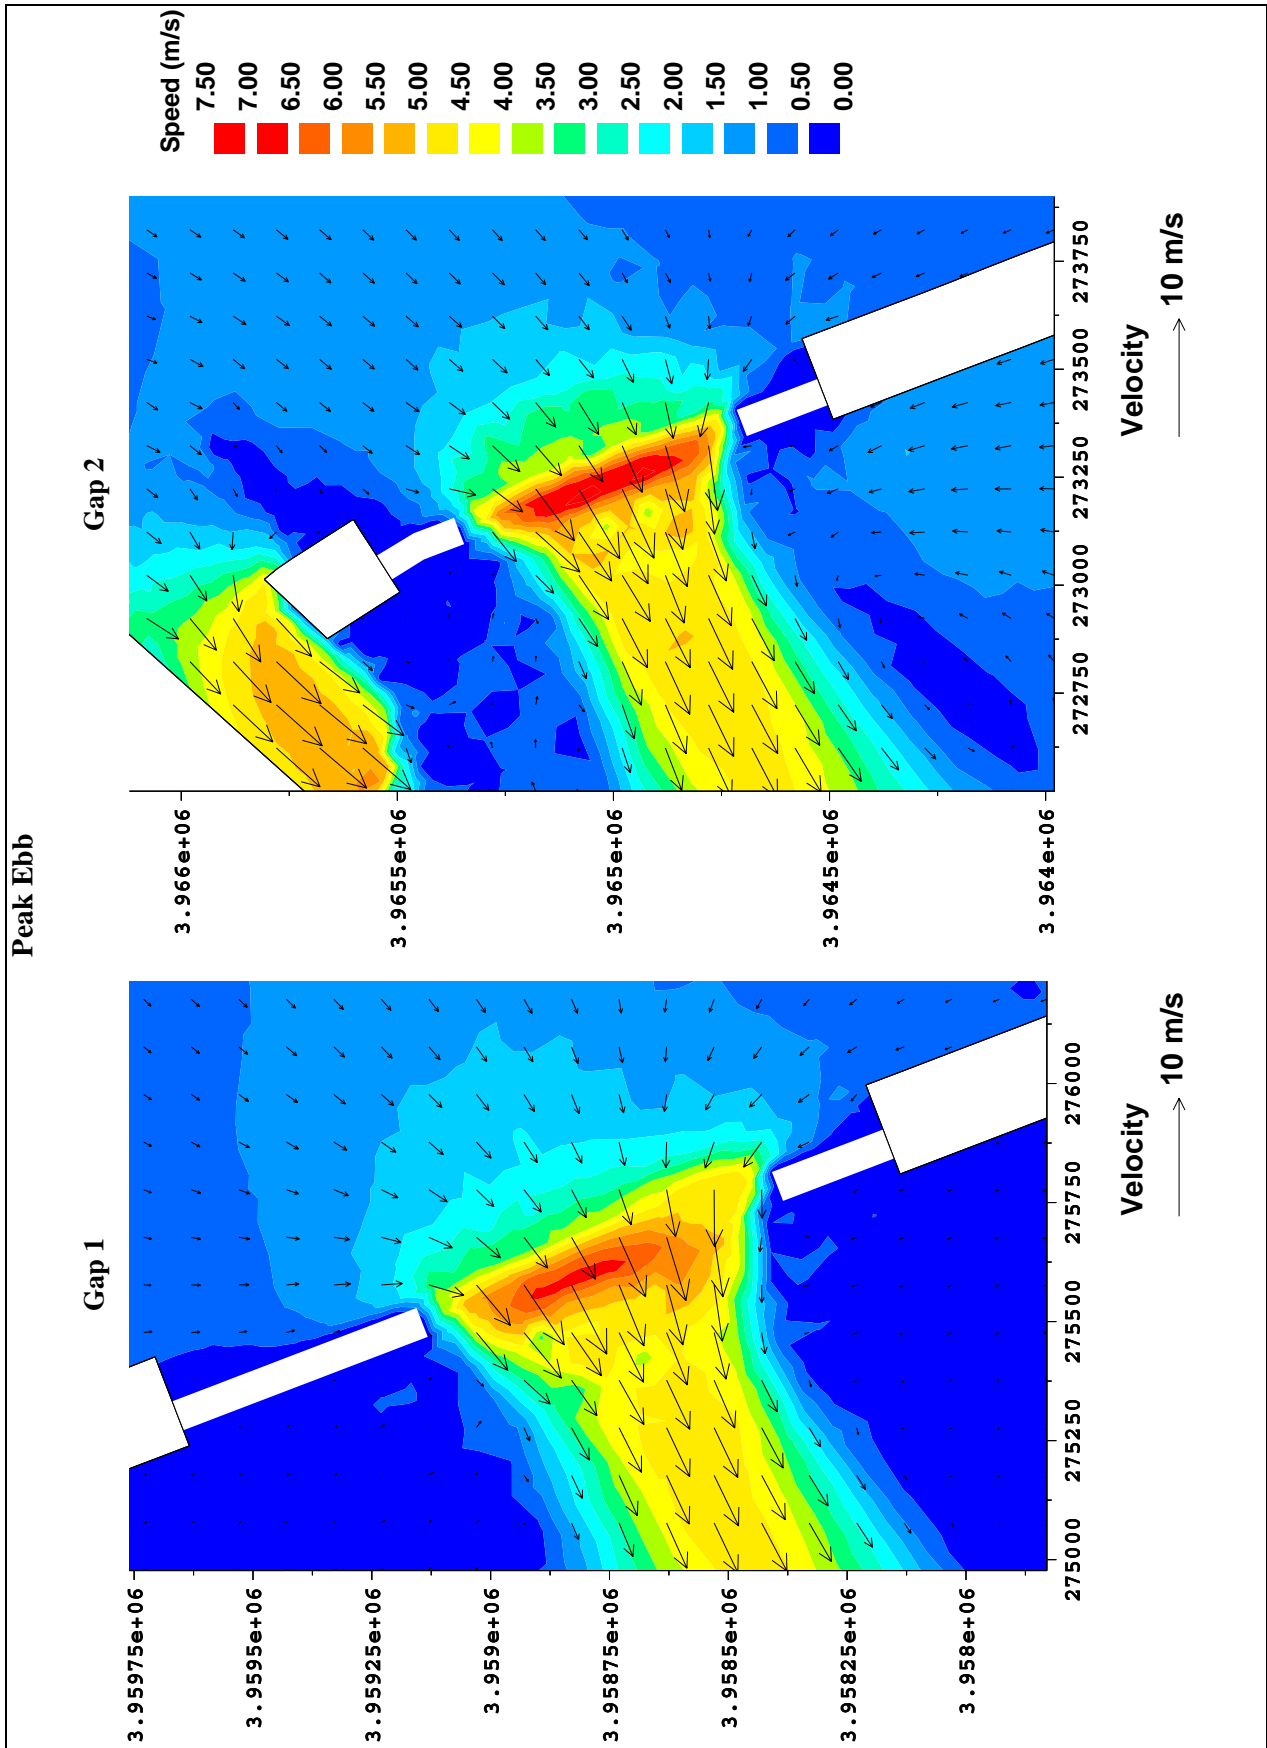 Peak Ebb
Gap 1
Gap 2
Speed (m/s)
7.50
7.00
6.50
6.00
5.50
5.00
4.50
4.00
3.50
3.00
2.50
2.00
1.50
1.00
0.50
0.00
3.95975e+06
3.9595e+06
3.95925e+06
3.959e+06
3.95875e+06
3.9585e+06
3.95825e+06
3.958e+06
275000
275250
275500
275750
276000
Velocity
10 m/s
3.966e+06
3.9655e+06
3.965e+06
3.9645e+06
3.964e+06
272750
273000
273250
273500
273750
Velocity
10 m/s